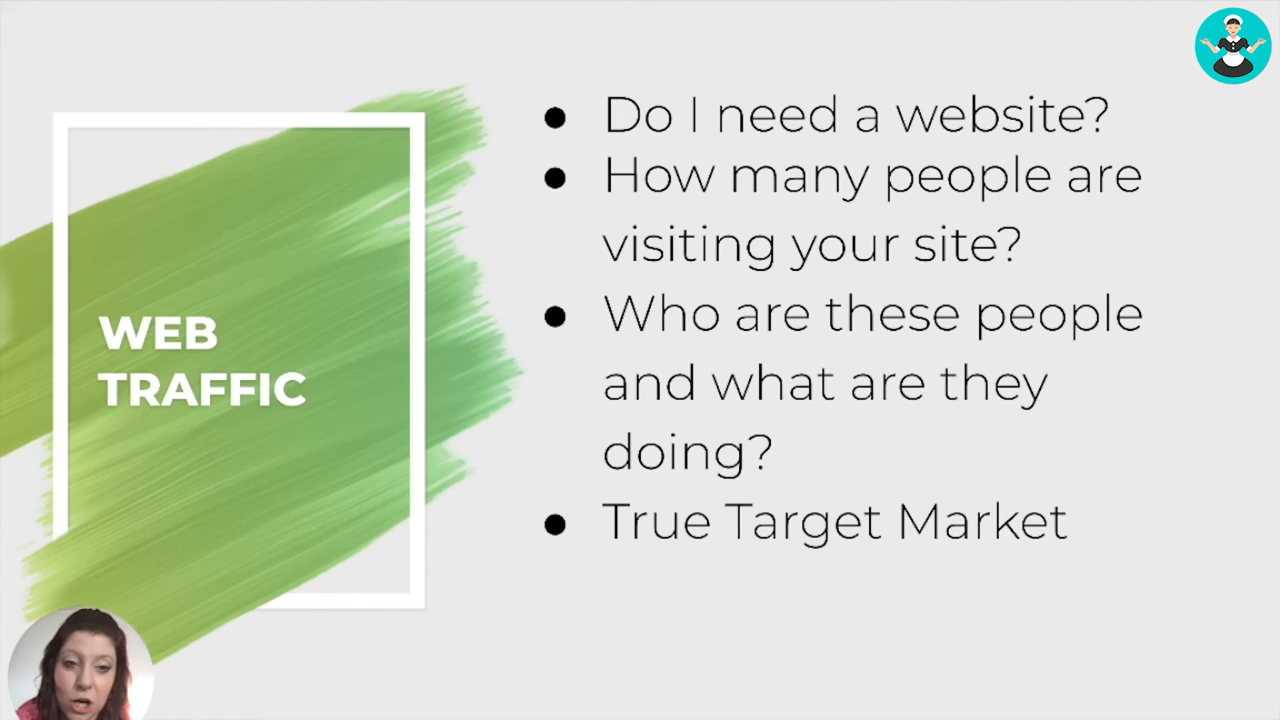 WEB
TRAFFIC
● Do I need a website?
● How many people are
visiting your site?
● Who are these people
and what are they
doing?
● True Target Market